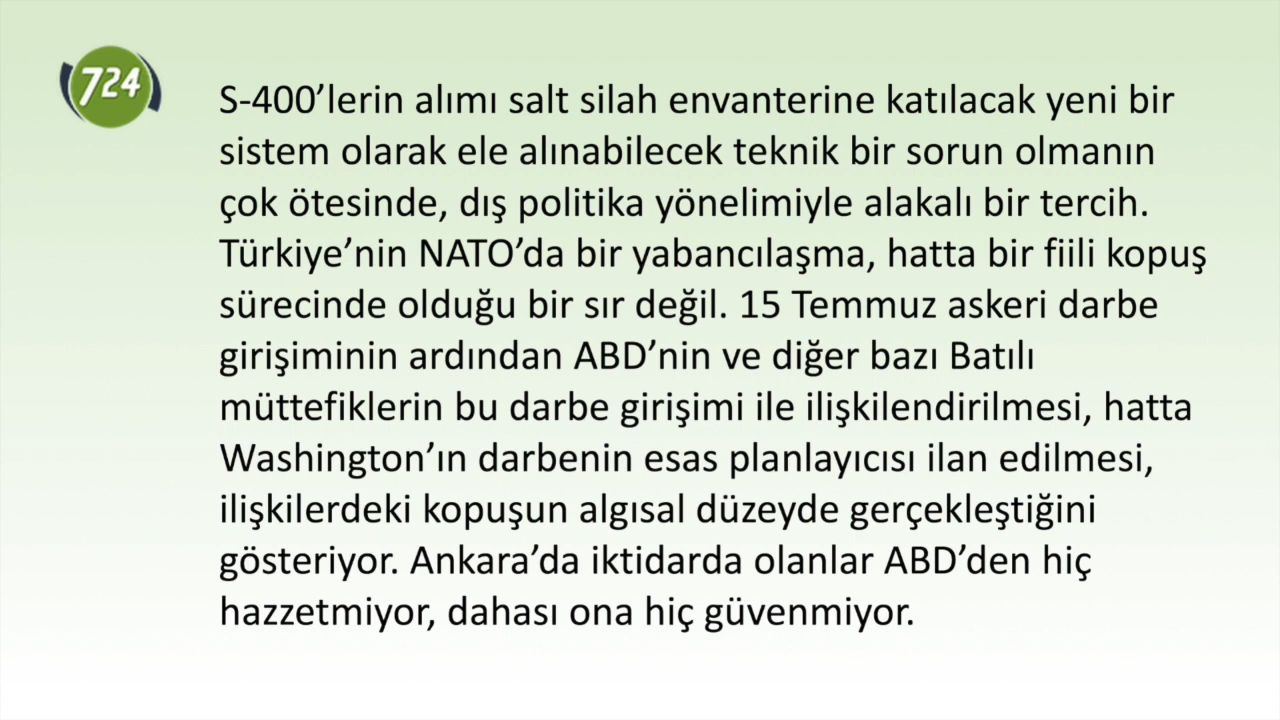 724
S-400’lerin alımı salt silah envanterine katılacak yeni bir
sistem olarak ele alınabilecek teknik bir sorun olmanın
çok ötesinde, dış politika yönelimiyle alakalı bir tercih.
Türkiye’nin NATO’da bir yabancılaşma, hatta bir fiili kopuş
sürecinde olduğu bir sır değil. 15 Temmuz askeri darbe
girişiminin ardından ABD’nin ve diğer bazı Batılı
müttefiklerin bu darbe girişimi ile ilişkilendirilmesi, hatta
Washington’ın darbenin esas planlayıcısı ilan edilmesi,
ilişkilerdeki kopuşun algısal düzeyde gerçekleştiğini
gösteriyor. Ankara’da iktidarda olanlar ABD’den hiç
hazzetmiyor, dahası ona hiç güvenmiyor.